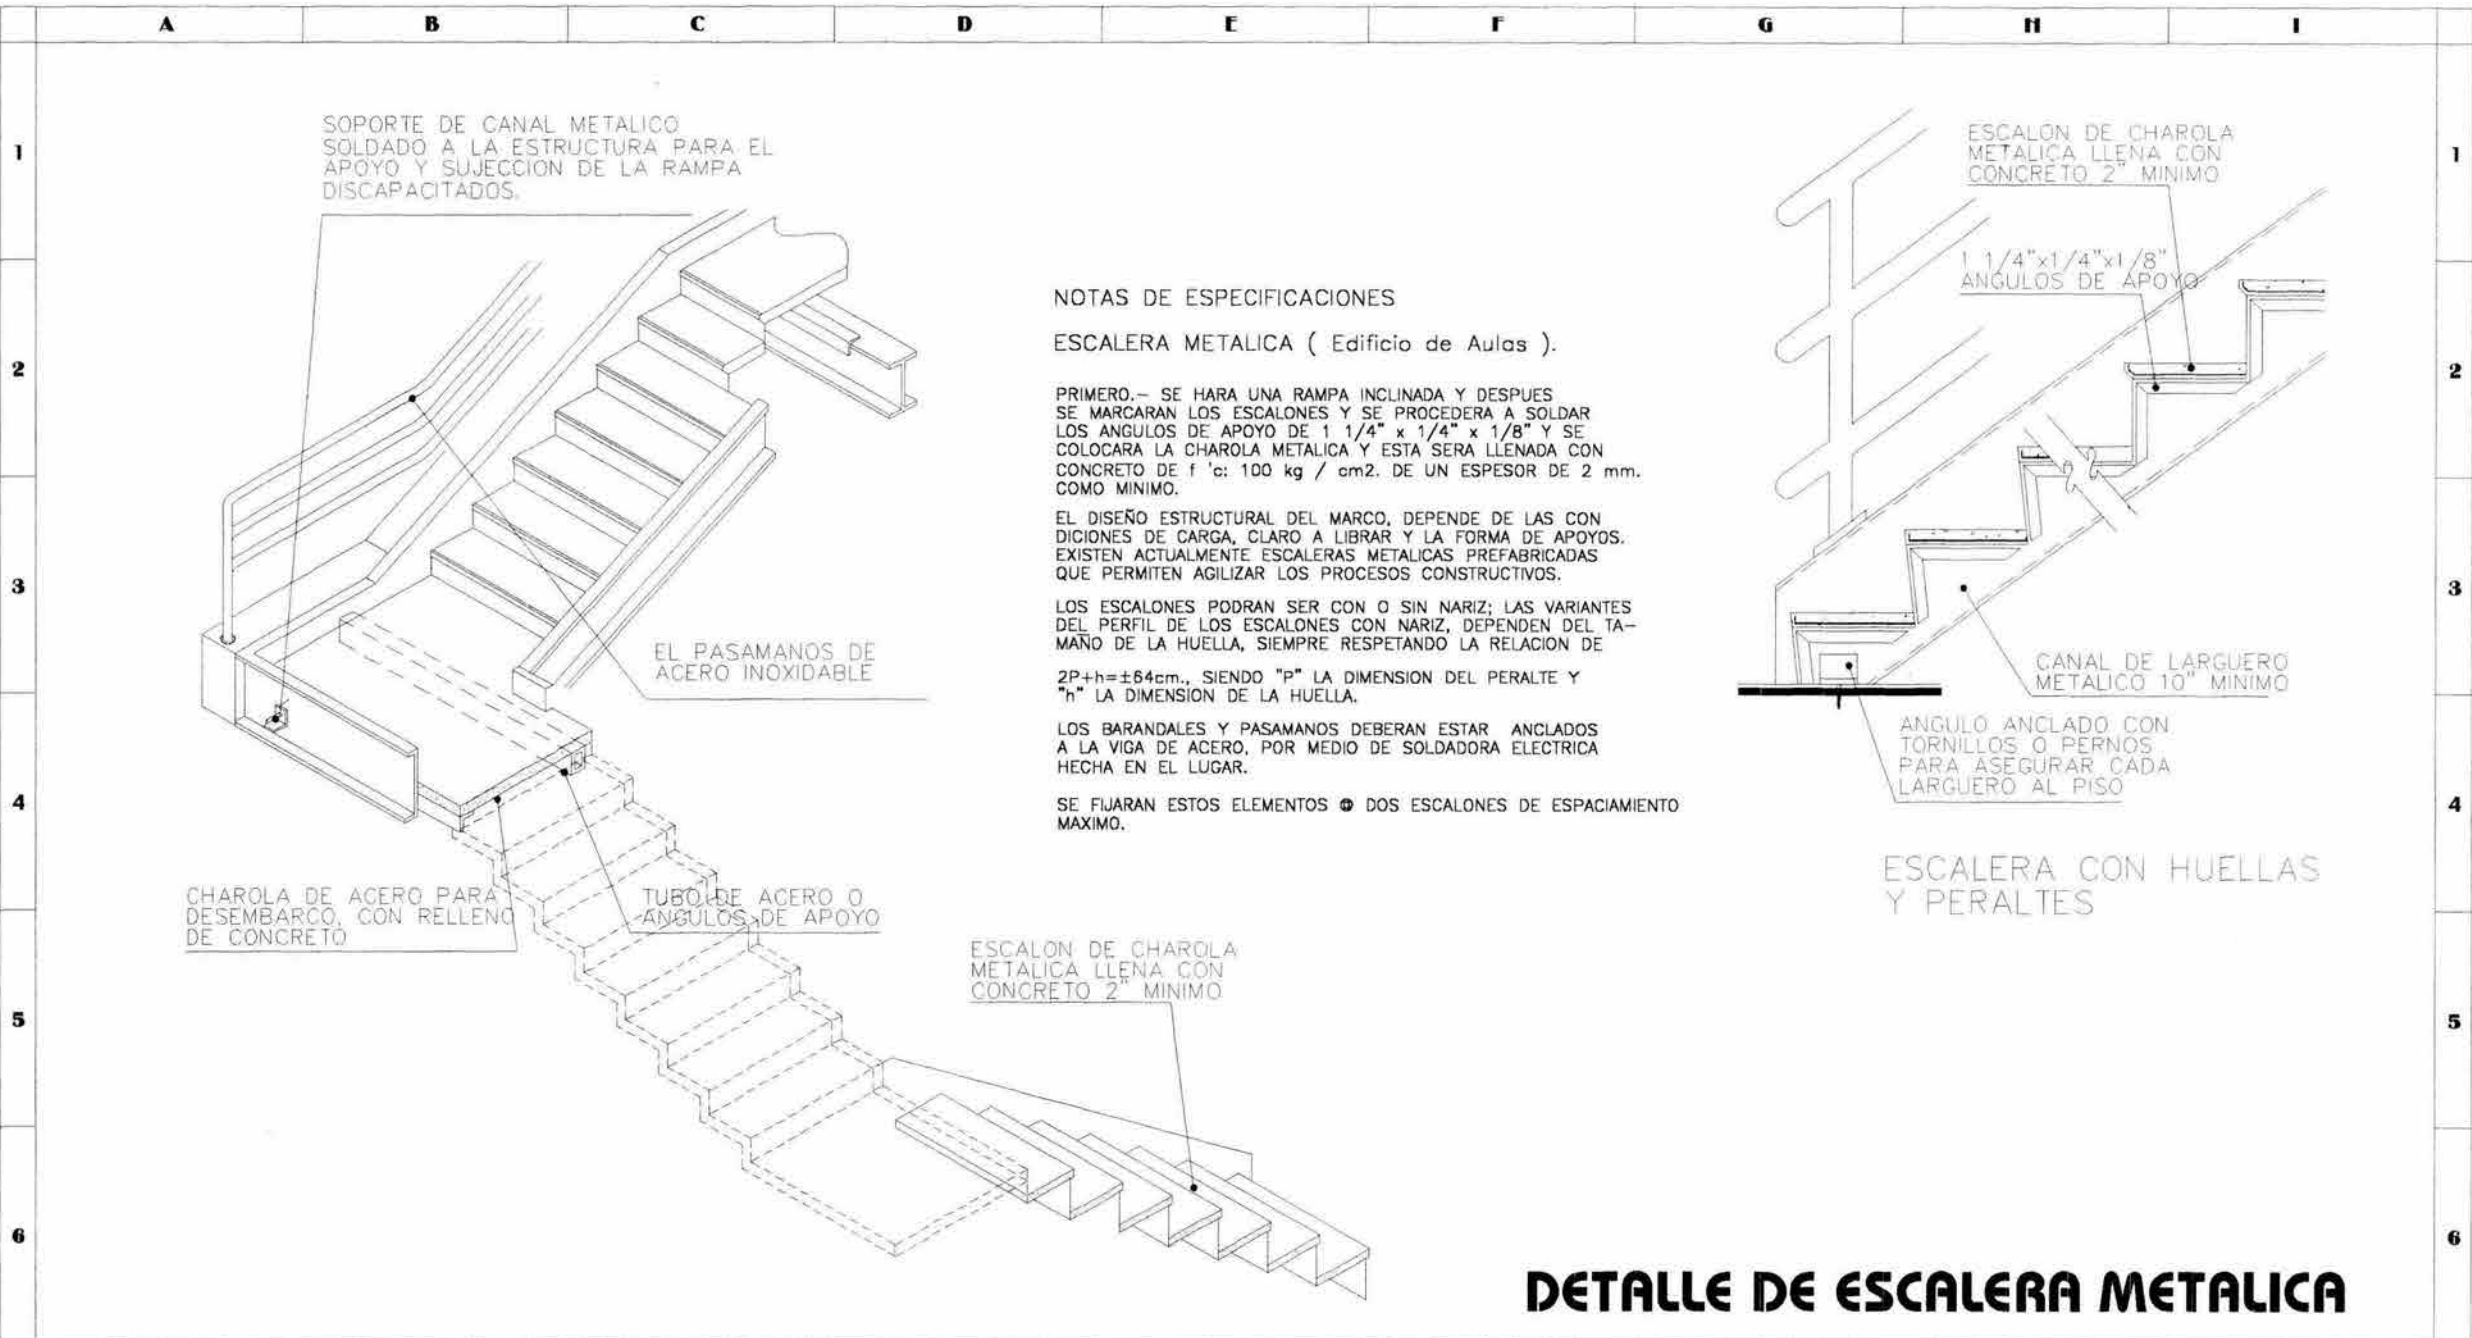 A B C D E F G H I
1 1
2 2
3 3
4 4
5 5
6 6
SOPORTE DE CANAL METALICO
SOLDADO A LA ESTRUCTURA PARA EL
APOYO Y SUJECCION DE LA RAMPA
DISCAPACITADOS.
EL PASAMANOS DE
ACERO INOXIDABLE
CHAROLA DE ACERO PARA
DESEMBARCO, CON RELLENO
DE CONCRETO
TUBO DE ACERO O
ANGULOS DE APOYO
ESCALON DE CHAROLA
METALICA LLENA CON
CONCRETO 2" MINIMO
NOTAS DE ESPECIFICACIONES
ESCALERA METALICA ( Edificio de Aulas ).
PRIMERO.- SE HARA UNA RAMPA INCLINADA Y DESPUES
SE MARCARAN LOS ESCALONES Y SE PROCEDERA A SOLDAR
LOS ANGULOS DE APOYO DE 1 1/4" x 1/4" x 1/8" Y SE
COLOCARA LA CHAROLA METALICA Y ESTA SERA LLENADA CON
CONCRETO DE f 'c: 100 kg / cm2. DE UN ESPESOR DE 2 mm.
COMO MINIMO.
EL DISEÑO ESTRUCTURAL DEL MARCO, DEPENDE DE LAS CON
DICIONES DE CARGA, CLARO A LIBRAR Y LA FORMA DE APOYOS.
EXISTEN ACTUALMENTE ESCALERAS METALICAS PREFABRICADAS
QUE PERMITEN AGILIZAR LOS PROCESOS CONSTRUCTIVOS.
LOS ESCALONES PODRAN SER CON O SIN NARIZ; LAS VARIANTES
DEL PERFIL DE LOS ESCALONES CON NARIZ, DEPENDEN DEL TA-
MAÑO DE LA HUELLA, SIEMPRE RESPETANDO LA RELACION DE
2P+h=±64cm., SIENDO "P" LA DIMENSION DEL PERALTE Y
"h" LA DIMENSION DE LA HUELLA.
LOS BARANDALES Y PASAMANOS DEBERAN ESTAR ANCLADOS
A LA VIGA DE ACERO, POR MEDIO DE SOLDADORA ELECTRICA
HECHA EN EL LUGAR.
SE FIJARAN ESTOS ELEMENTOS @ DOS ESCALONES DE ESPACIAMIENTO
MAXIMO.
ESCALON DE CHAROLA
METALICA LLENA CON
CONCRETO 2" MINIMO
1 1/4"x1/4"x1/8"
ANGULOS DE APOYO
CANAL DE LARGUERO
METALICO 10" MINIMO
ANGULO ANCLADO CON
TORNILLOS O PERNOS
PARA ASEGURAR CADA
LARGUERO AL PISO
ESCALERA CON HUELLAS
Y PERALTES
DETALLE DE ESCALERA METALICA